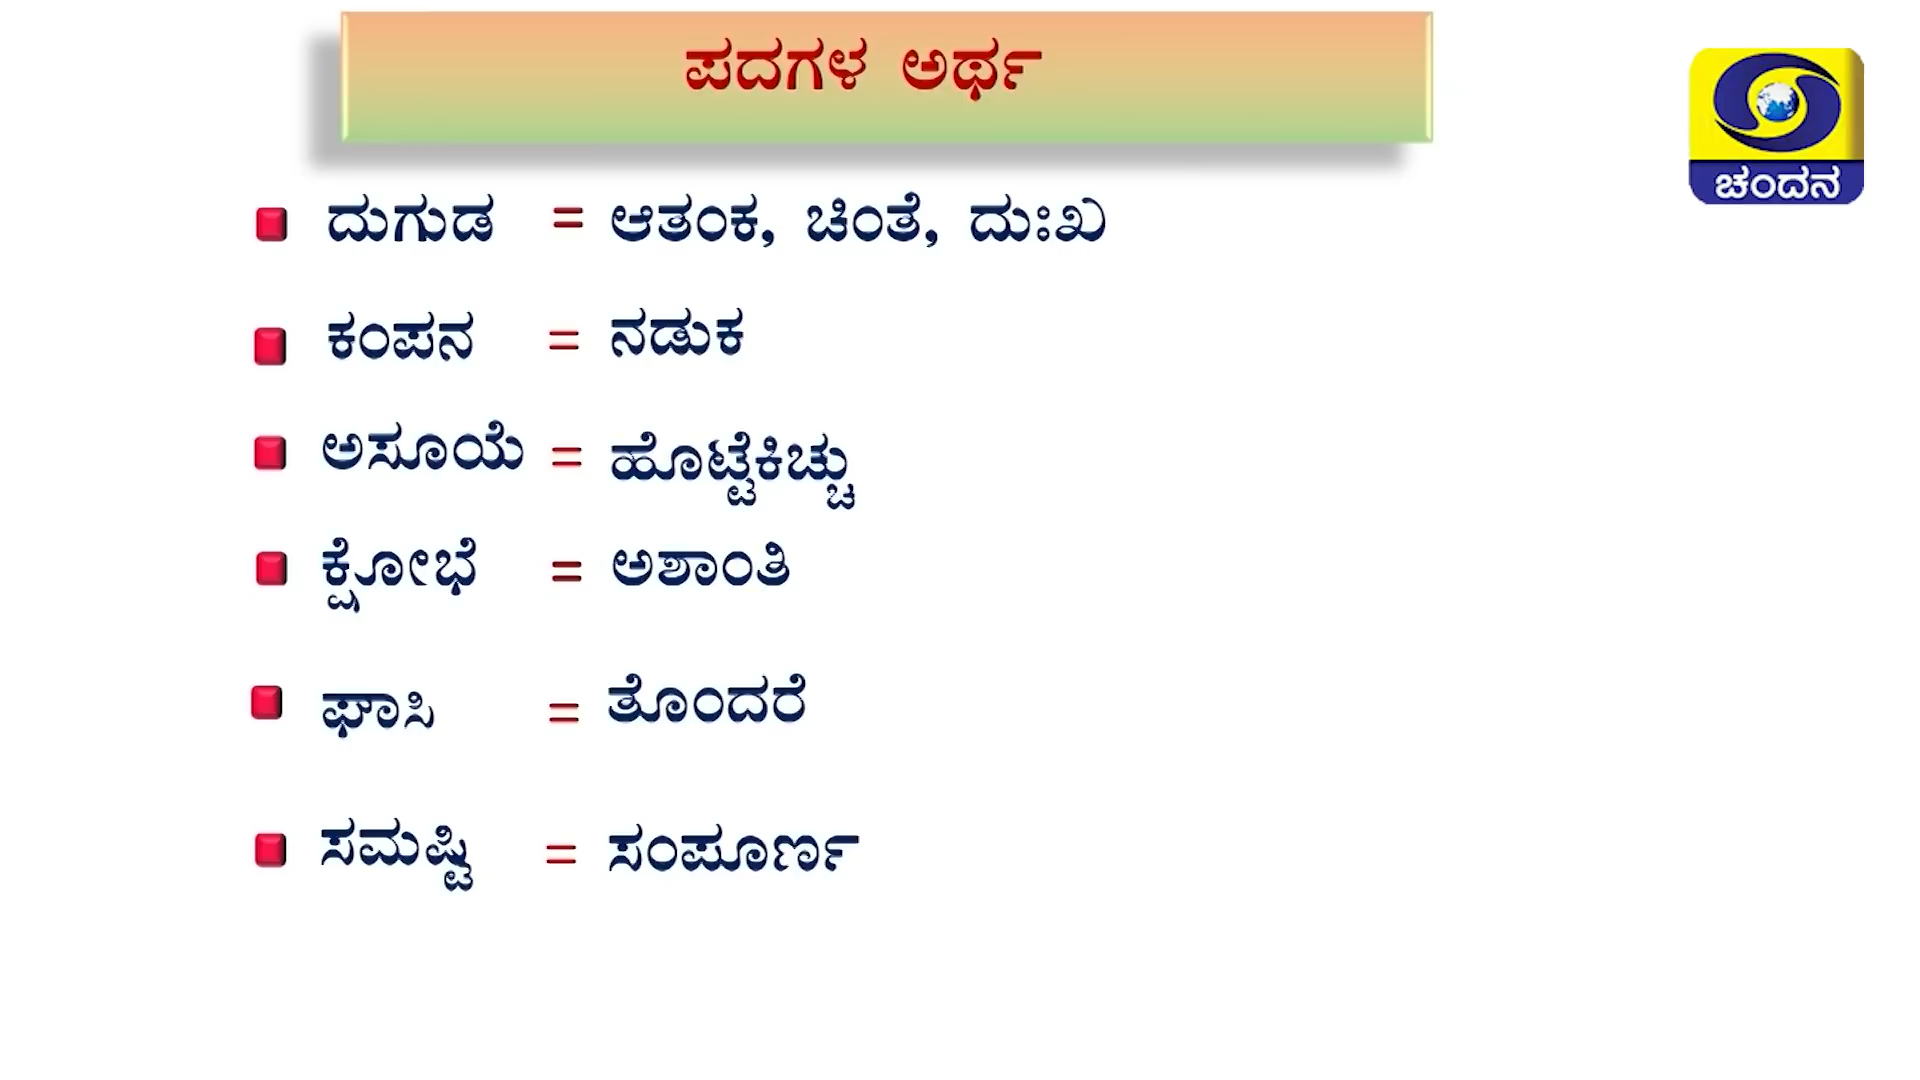 ಪದಗಳ ಅರ್ಥ
ಚಂದನ
ದುಗುಡ = ಆತಂಕ, ಚಿಂತೆ, ದುಃಖ
ಕಂಪನ = ನಡುಕ
ಅಸೂಯೆ = ಹೊಟ್ಟೆಕಿಚ್ಚು
ಕ್ಷೋಭೆ = ಅಶಾಂತಿ
ಘಾಸಿ = ತೊಂದರೆ
ಸಮಷ್ಟಿ = ಸಂಪೂರ್ಣ